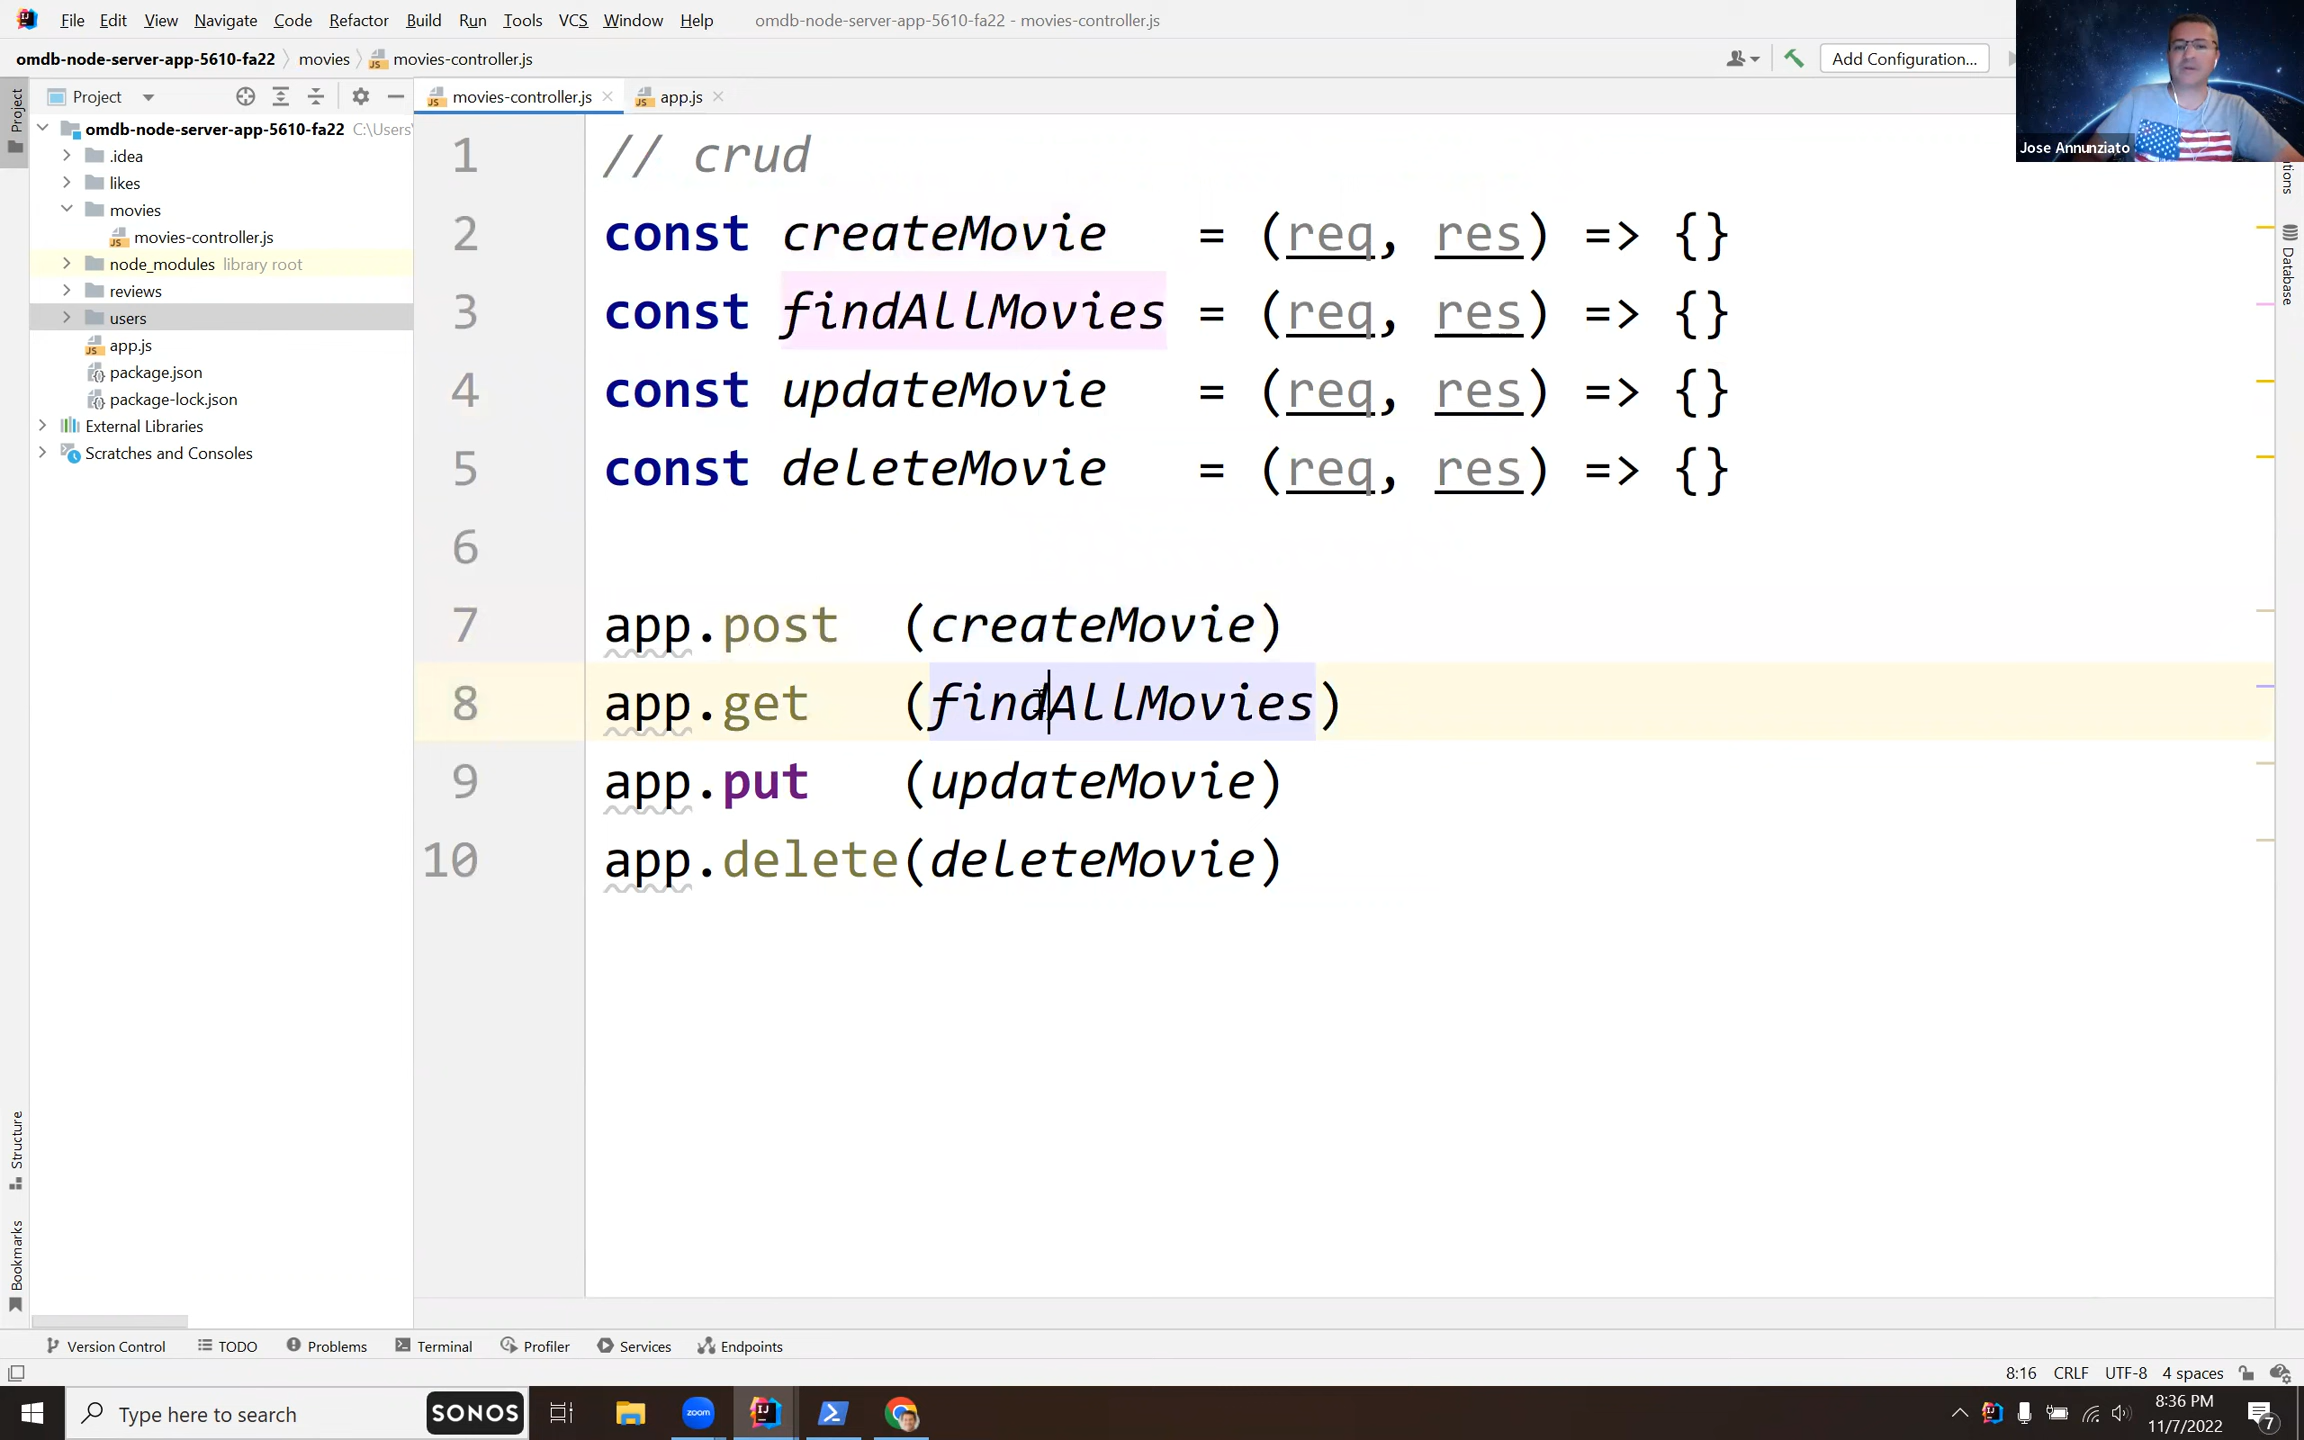 File Edit View Navigate Code Refactor Build Run Tools VCS Window Help omdb-node-server-app-5610-fa22 - movies-controller.js
omdb-node-server-app-5610-fa22 movies movies-controller.js Add Configuration...
Jose Annunziato
Project
Project
movies-controller.js
app.js
omdb-node-server-app-5610-fa22 C:\Users\
.idea
likes
movies
movies-controller.js
node_modules library root
reviews
users
app.js
package.json
package-lock.json
External Libraries
Scratches and Consoles
1 // crud
2 const createMovie = (req, res) => {}
3 const findAllMovies = (req, res) => {}
4 const updateMovie = (req, res) => {}
5 const deleteMovie = (req, res) => {}
6
7 app.post (createMovie)
8 app.get (findAllMovies)
9 app.put (updateMovie)
10 app.delete(deleteMovie)
Database
Structure
Bookmarks
Version Control TODO Problems Terminal Profiler Services Endpoints
8:16 CRLF UTF-8 4 spaces
Type here to search
SONOS
zoom
8:36 PM
11/7/2022
7